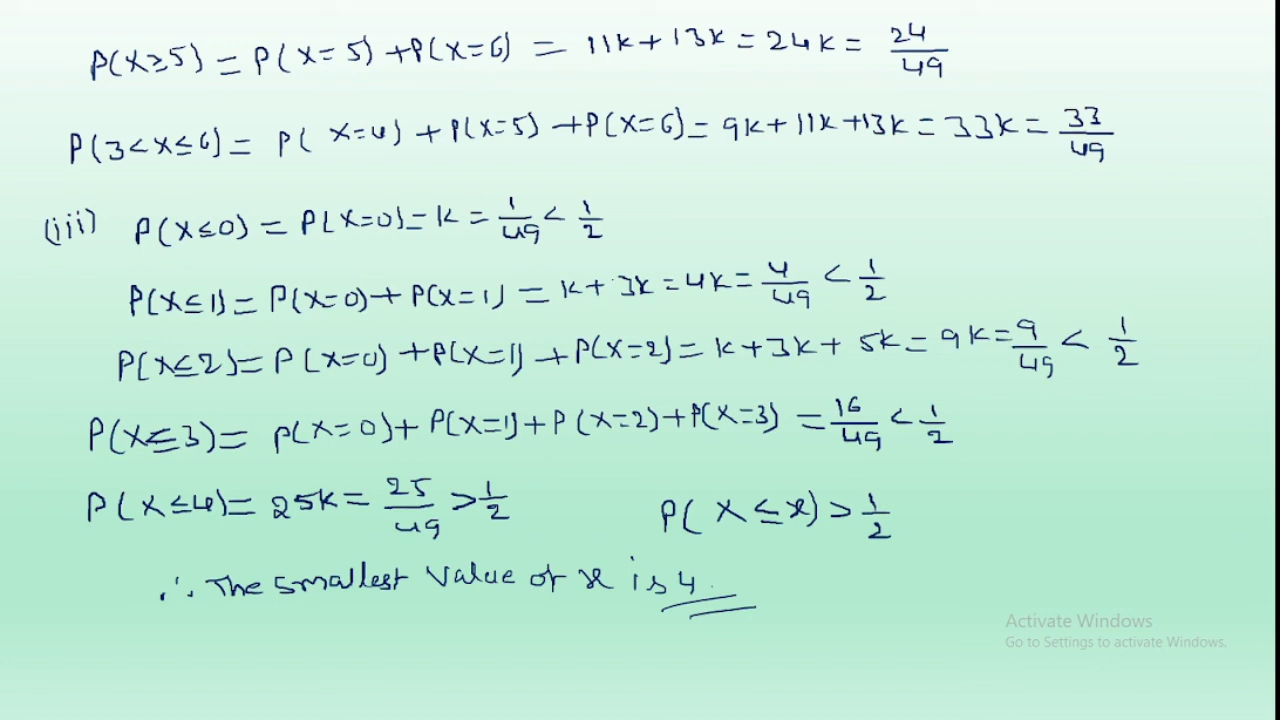 P(X≥5) = P(X=5) + P(X=6) = 11k + 13k = 24k = 24/49
P(3<X≤6) = P(X=4) + P(X=5) + P(X=6) = 9k + 11k + 13k = 33k = 33/49
(iii) P(X≤0) = P(X=0) = k = 1/49 < 1/2
P(X≤1) = P(X=0) + P(X=1) = k + 3k = 4k = 4/49 < 1/2
P(X≤2) = P(X=0) + P(X=1) + P(X=2) = k + 3k + 5k = 9k = 9/49 < 1/2
P(X≤3) = P(X=0) + P(X=1) + P(X=2) + P(X=3) = 16/49 < 1/2
P(X≤4) = 25k = 25/49 > 1/2 P(X≤x) > 1/2
∴ The smallest value of x is 4
Activate Windows
Go to Settings to activate Windows.